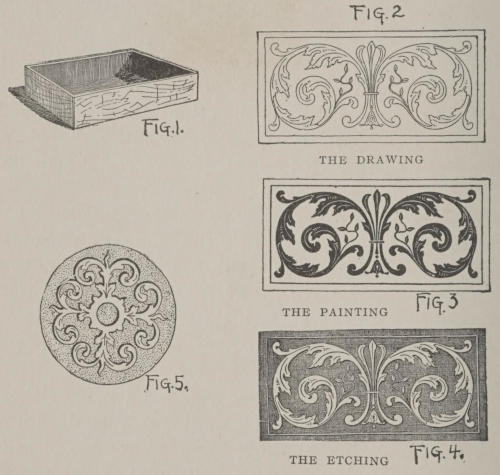 FIG.2
FIG.1.
THE DRAWING
THE PAINTING
FIG.3
FIG.5.
THE ETCHING
FIG.4.